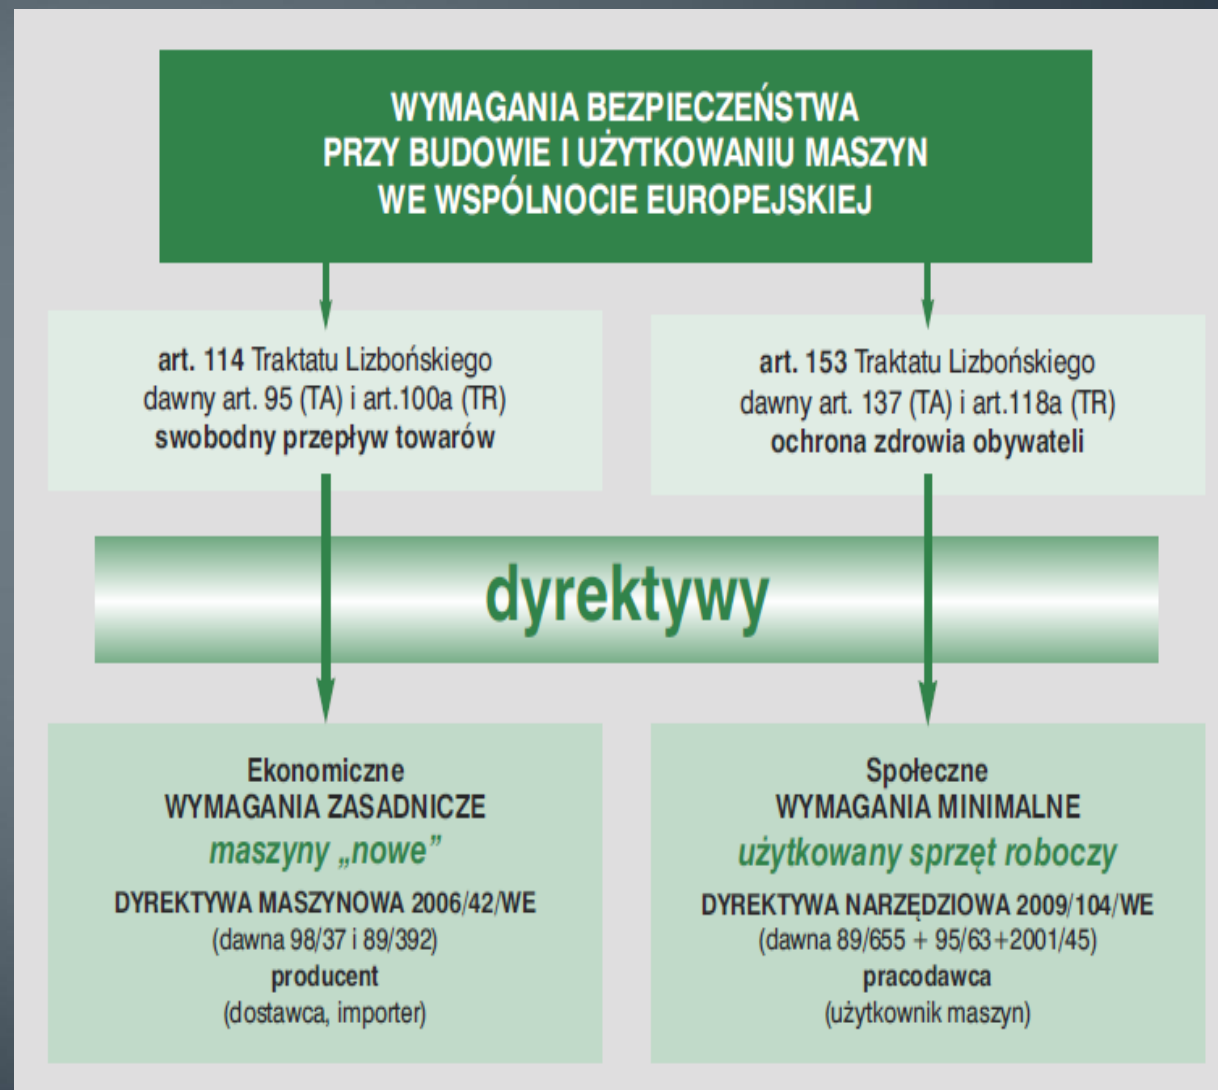 WYMAGANIA BEZPIECZEŃSTWA
PRZY BUDOWIE I UŻYTKOWANIU MASZYN
WE WSPÓLNOCIE EUROPEJSKIEJ
art. 114 Traktatu Lizbońskiego
dawny art. 95 (TA) i art.100a (TR)
swobodny przepływ towarów
art. 153 Traktatu Lizbońskiego
dawny art. 137 (TA) i art.118a (TR)
ochrona zdrowia obywateli
dyrektywy
Ekonomiczne
WYMAGANIA ZASADNICZE
maszyny „nowe”
DYREKTYWA MASZYNOWA 2006/42/WE
(dawna 98/37 i 89/392)
producent
(dostawca, importer)
Społeczne
WYMAGANIA MINIMALNE
użytkowany sprzęt roboczy
DYREKTYWA NARZĘDZIOWA 2009/104/WE
(dawna 89/655 + 95/63+2001/45)
pracodawca
(użytkownik maszyn)